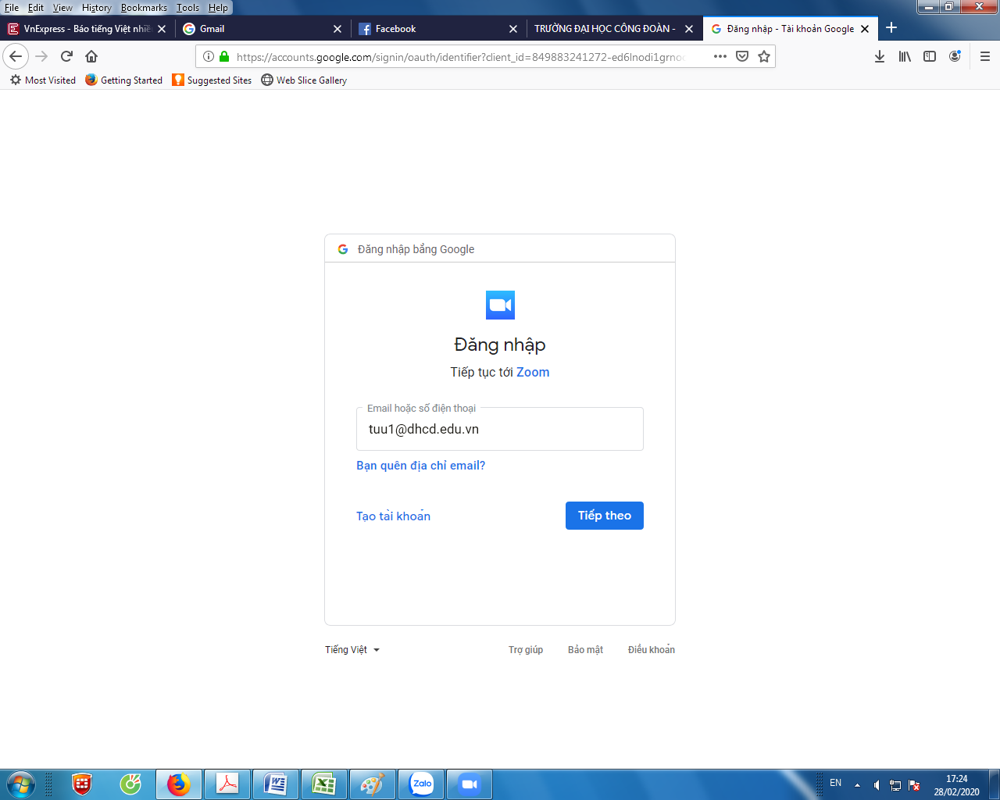 File Edit View History Bookmarks Tools Help
VnExpress - Báo tiếng Việt nhiề
Gmail
Facebook
TRƯỜNG ĐẠI HỌC CÔNG ĐOÀN -
Đăng nhập - Tài khoản Google
https://accounts.google.com/signin/oauth/identifier?client_id=849883241272-ed6lnodi1grnoc
Most Visited
Getting Started
Suggested Sites
Web Slice Gallery
Đăng nhập bằng Google
Đăng nhập
Tiếp tục tới Zoom
Email hoặc số điện thoại
tuu1@dhcd.edu.vn
Bạn quên địa chỉ email?
Tạo tài khoản
Tiếp theo
Tiếng Việt
Trợ giúp
Bảo mật
Điều khoản
Zalo
EN
17:24
28/02/2020